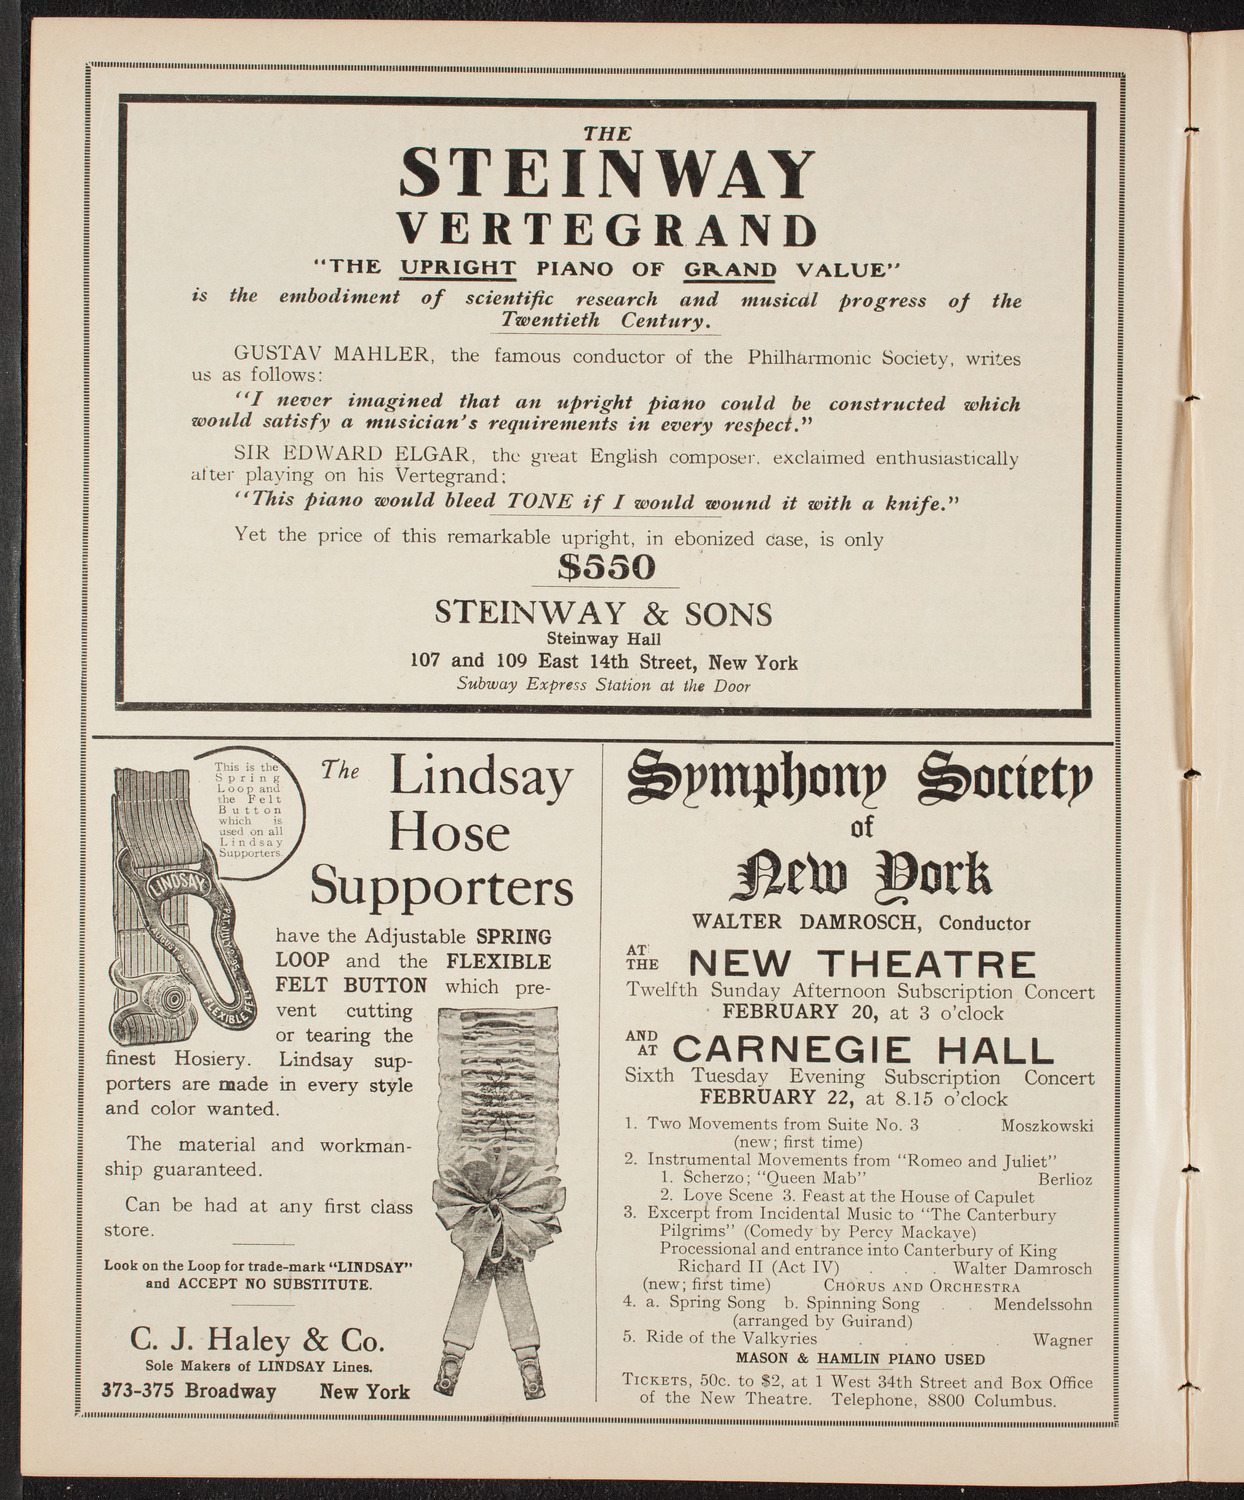 THE
STEINWAY
VERTEGRAND
"THE UPRIGHT PIANO OF GRAND VALUE"
is the embodiment of scientific research and musical progress of the
Twentieth Century.
GUSTAV MAHLER, the famous conductor of the Philharmonic Society, writes
us as follows:
"I never imagined that an upright piano could be constructed which
would satisfy a musician's requirements in every respect."
SIR EDWARD ELGAR, the great English composer, exclaimed enthusiastically
after playing on his Vertegrand:
"This piano would bleed TONE if I would wound it with a knife."
Yet the price of this remarkable upright, in ebonized case, is only
$550
STEINWAY & SONS
Steinway Hall
107 and 109 East 14th Street, New York
Subway Express Station at the Door
This is the
Spring
Loop and
the Felt
Button
which is
used on all
Lindsay
Supporters.
LINDSAY
The Lindsay
Hose
Supporters
have the Adjustable SPRING
LOOP and the FLEXIBLE
FELT BUTTON which pre-
vent cutting
or tearing the
finest Hosiery. Lindsay sup-
porters are made in every style
and color wanted.
The material and workman-
ship guaranteed.
Can be had at any first class
store.
Look on the Loop for trade-mark "LINDSAY"
and ACCEPT NO SUBSTITUTE.
C. J. Haley & Co.
Sole Makers of LINDSAY Lines.
373-375 Broadway New York
Symphony Society
of
New York
WALTER DAMROSCH, Conductor
AT THE NEW THEATRE
Twelfth Sunday Afternoon Subscription Concert
FEBRUARY 20, at 3 o'clock
AND AT CARNEGIE HALL
Sixth Tuesday Evening Subscription Concert
FEBRUARY 22, at 8.15 o'clock
1. Two Movements from Suite No. 3 . Moszkowski
(new; first time)
2. Instrumental Movements from "Romeo and Juliet"
1. Scherzo; "Queen Mab" Berlioz
2. Love Scene 3. Feast at the House of Capulet
3. Excerpt from Incidental Music to "The Canterbury
Pilgrims" (Comedy by Percy Mackaye)
Processional and entrance into Canterbury of King
Richard II (Act IV) . . . Walter Damrosch
(new; first time) CHORUS AND ORCHESTRA
4. a. Spring Song b. Spinning Song . . Mendelssohn
(arranged by Guirand)
5. Ride of the Valkyries . . . . Wagner
MASON & HAMLIN PIANO USED
TICKETS, 50c. to $2, at 1 West 34th Street and Box Office
of the New Theatre. Telephone, 8800 Columbus.